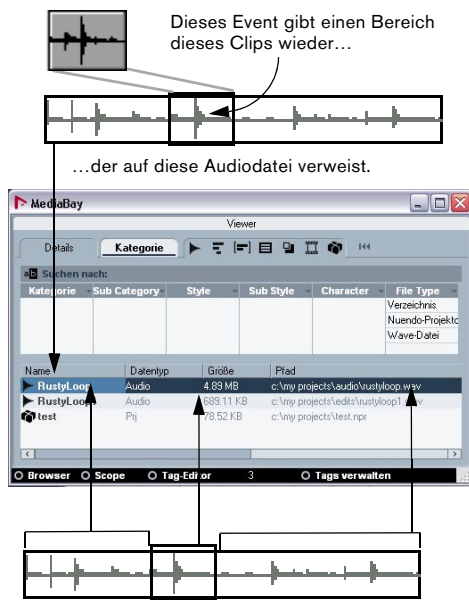 Dieses Event gibt einen Bereich
dieses Clips wieder…
…der auf diese Audiodatei verweist.
MediaBay
Viewer
Details Kategorie
Suchen nach:
Kategorie Sub Category Style Sub Style Character File Type
Verzeichnis
Nuendo-Projekto
Wave-Datei
Name Datentyp Größe Pfad
RustyLoop Audio 4.89 MB c:\my projects\audio\rustyloop.wav
RustyLoop Audio 689.11 KB c:\my projects\edits\rustyloop1.wav
test Prj 78.52 KB c:\my projects\test.npr
Browser Scope Tag-Editor 3 Tags verwalten